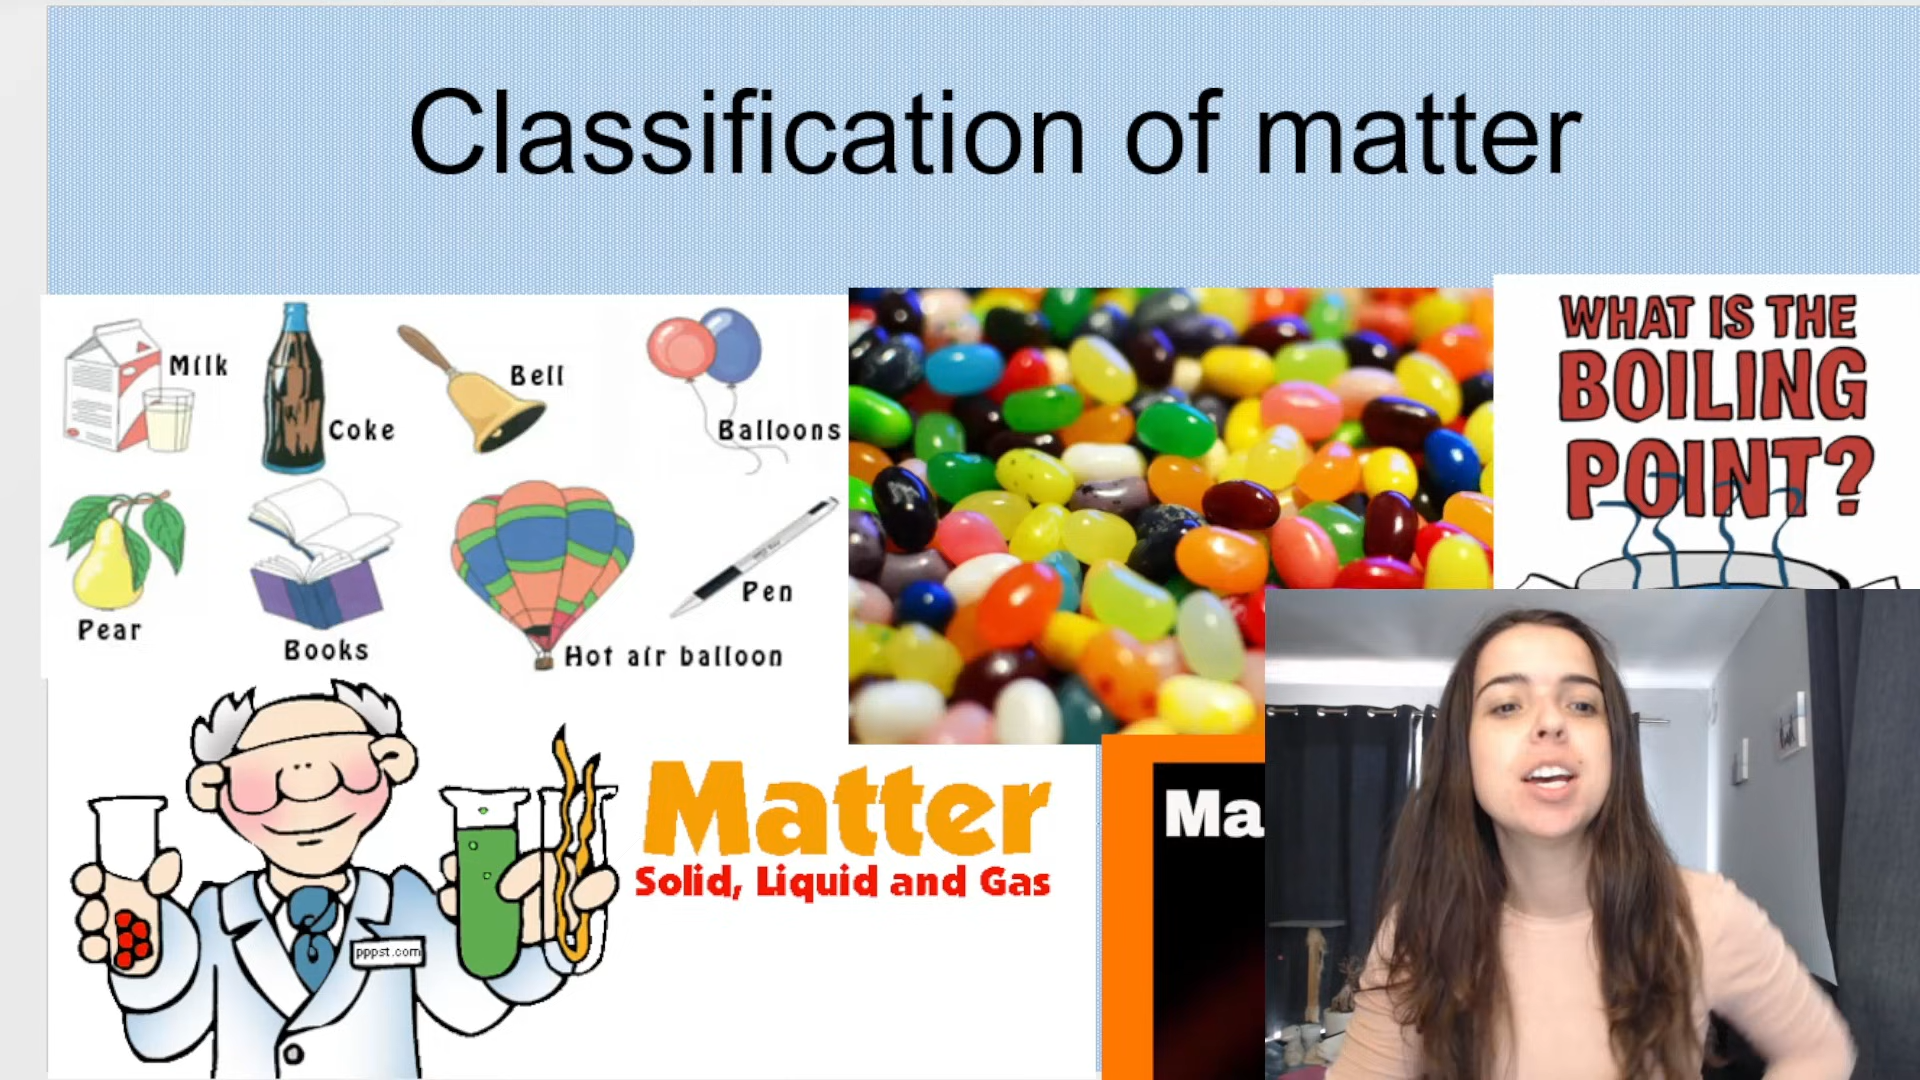 Classification of matter
Milk
Coke
Bell
Balloons
Pear
Books
Hot air balloon
Pen
WHAT IS THE
BOILING
POINT?
Matter
Solid, Liquid and Gas
pppst.com
Ma